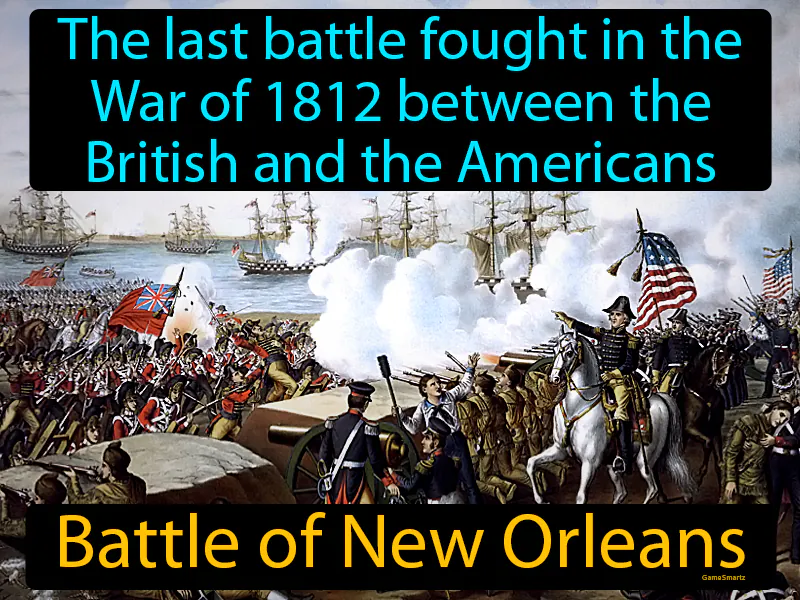 The last battle fought in the
War of 1812 between the
British and the Americans
Battle of New Orleans
GameSmartz